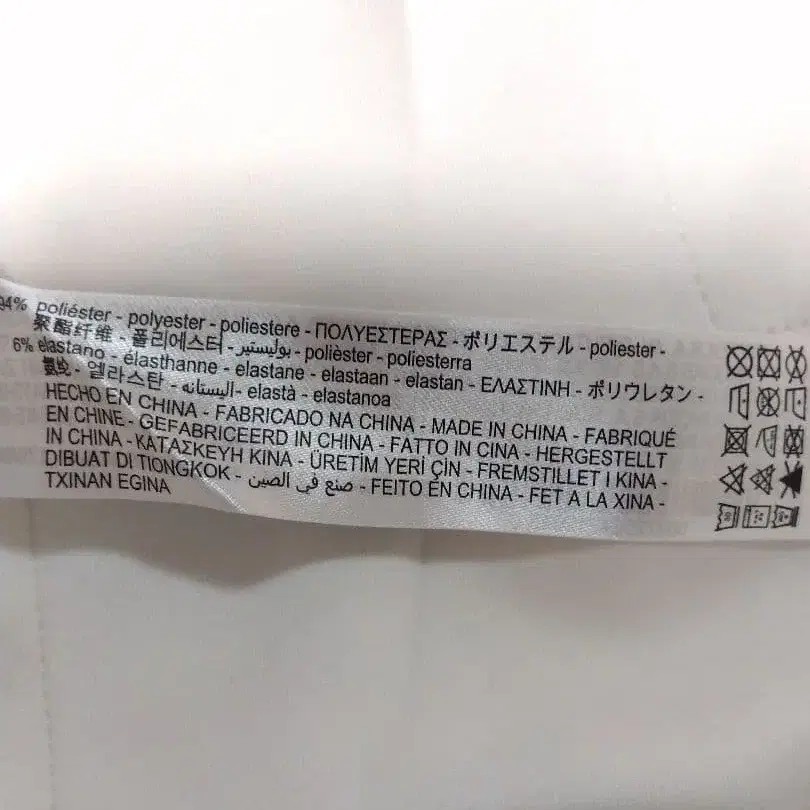 94% poliéster - polyester - poliestere - ΠΟΛΥΕΣΤΕΡΑΣ - ポリエステル - poliester -
聚酯纤维 - 폴리에스터 - بوليستير - polièster - poliesterra
6% elastano - élasthanne - elastane - elastaan - elastan - ΕΛΑΣΤΙΝΗ - ポリウレタン -
氨纶 - 엘라스탄 - اليستانه - elastà - elastanoa
HECHO EN CHINA - FABRICADO NA CHINA - MADE IN CHINA - FABRIQUÉ
EN CHINE - GEFABRICEERD IN CHINA - FATTO IN CINA - HERGESTELLT
IN CHINA - ΚΑΤΑΣΚΕΥΗ ΚΙΝΑ - ÜRETİM YERİ ÇİN - FREMSTILLET I KINA -
DIBUAT DI TIONGKOK - صنع في الصين - FEITO EN CHINA - FET A LA XINA -
TXINAN EGINA